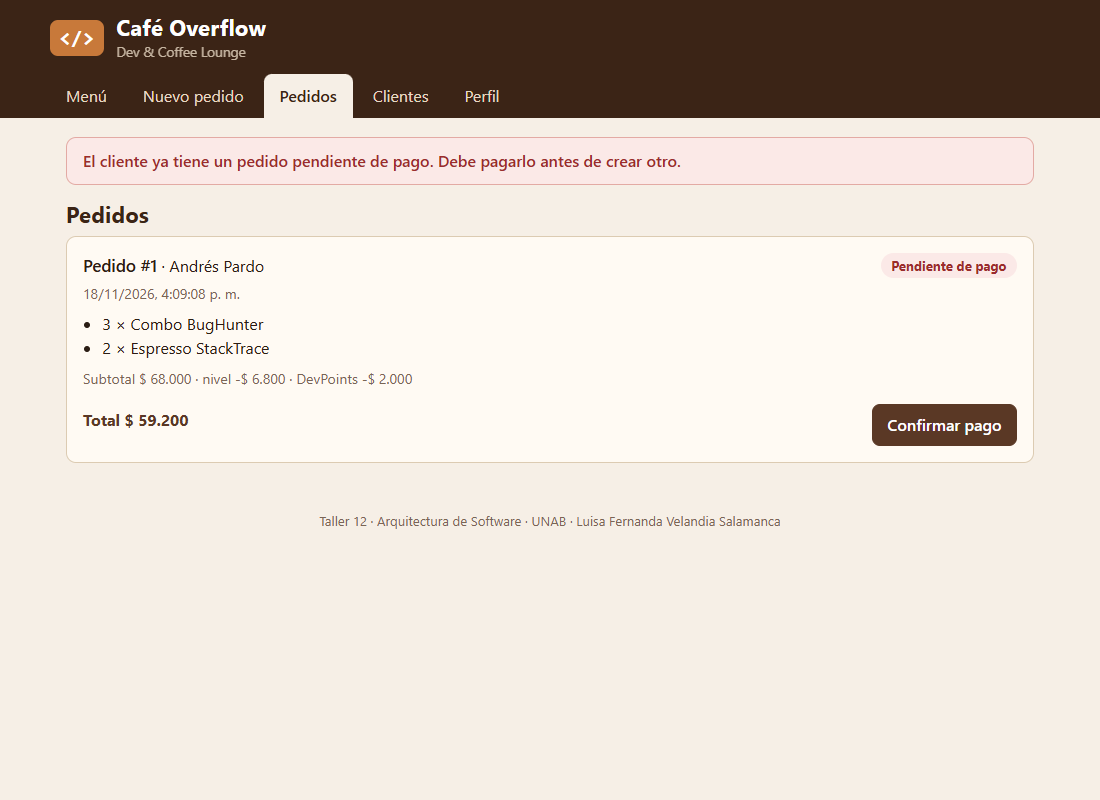 </>
Café Overflow
Dev & Coffee Lounge
Menú Nuevo pedido Pedidos Clientes Perfil
El cliente ya tiene un pedido pendiente de pago. Debe pagarlo antes de crear otro.
Pedidos
Pedido #1 · Andrés Pardo Pendiente de pago
18/11/2026, 4:09:08 p. m.
• 3 × Combo BugHunter
• 2 × Espresso StackTrace
Subtotal $ 68.000 · nivel -$ 6.800 · DevPoints -$ 2.000
Total $ 59.200 Confirmar pago
Taller 12 · Arquitectura de Software · UNAB · Luisa Fernanda Velandia Salamanca